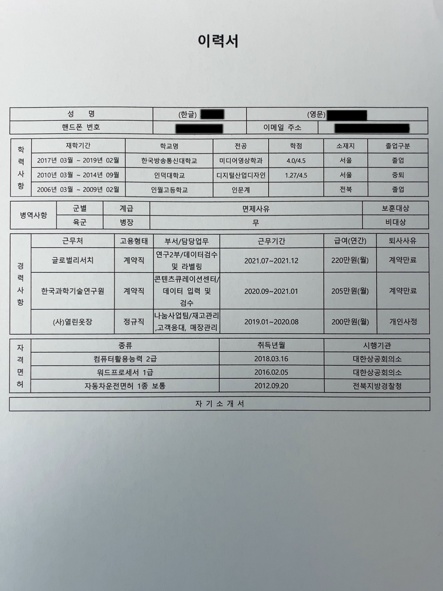 이력서
성 명 (한글) (영문)
핸드폰 번호 이메일 주소
학력사항
재학기간 학교명 전공 학점 소재지 졸업구분
2017년 03월 ~ 2019년 02월 한국방송통신대학교 미디어영상학과 4.0/4.5 서울 졸업
2010년 03월 ~ 2014년 09월 인덕대학교 디지털산업디자인 1.27/4.5 서울 중퇴
2006년 03월 ~ 2009년 02월 인월고등학교 인문계 전북 졸업
병역사항
군별 계급 면제사유 보훈대상
육군 병장 무 비대상
경력사항
근무처 고용형태 부서/담당업무 근무기간 급여(연간) 퇴사사유
글로벌리서치 계약직 연구2부/데이터검수 및 라벨링 2021.07~2021.12 220만원(월) 계약만료
한국과학기술연구원 계약직 콘텐츠큐레이션센터/데이터 입력 및 검수 2020.09~2021.01 205만원(월) 계약만료
(사)열린옷장 정규직 나눔사업팀/재고관리,고객응대, 매장관리 2019.01~2020.08 200만원(월) 개인사정
자격면허
종류 취득년월 시행기관
컴퓨터활용능력 2급 2018.03.16 대한상공회의소
워드프로세서 1급 2016.02.05 대한상공회의소
자동차운전면허 1종 보통 2012.09.20 전북지방경찰청
자 기 소 개 서